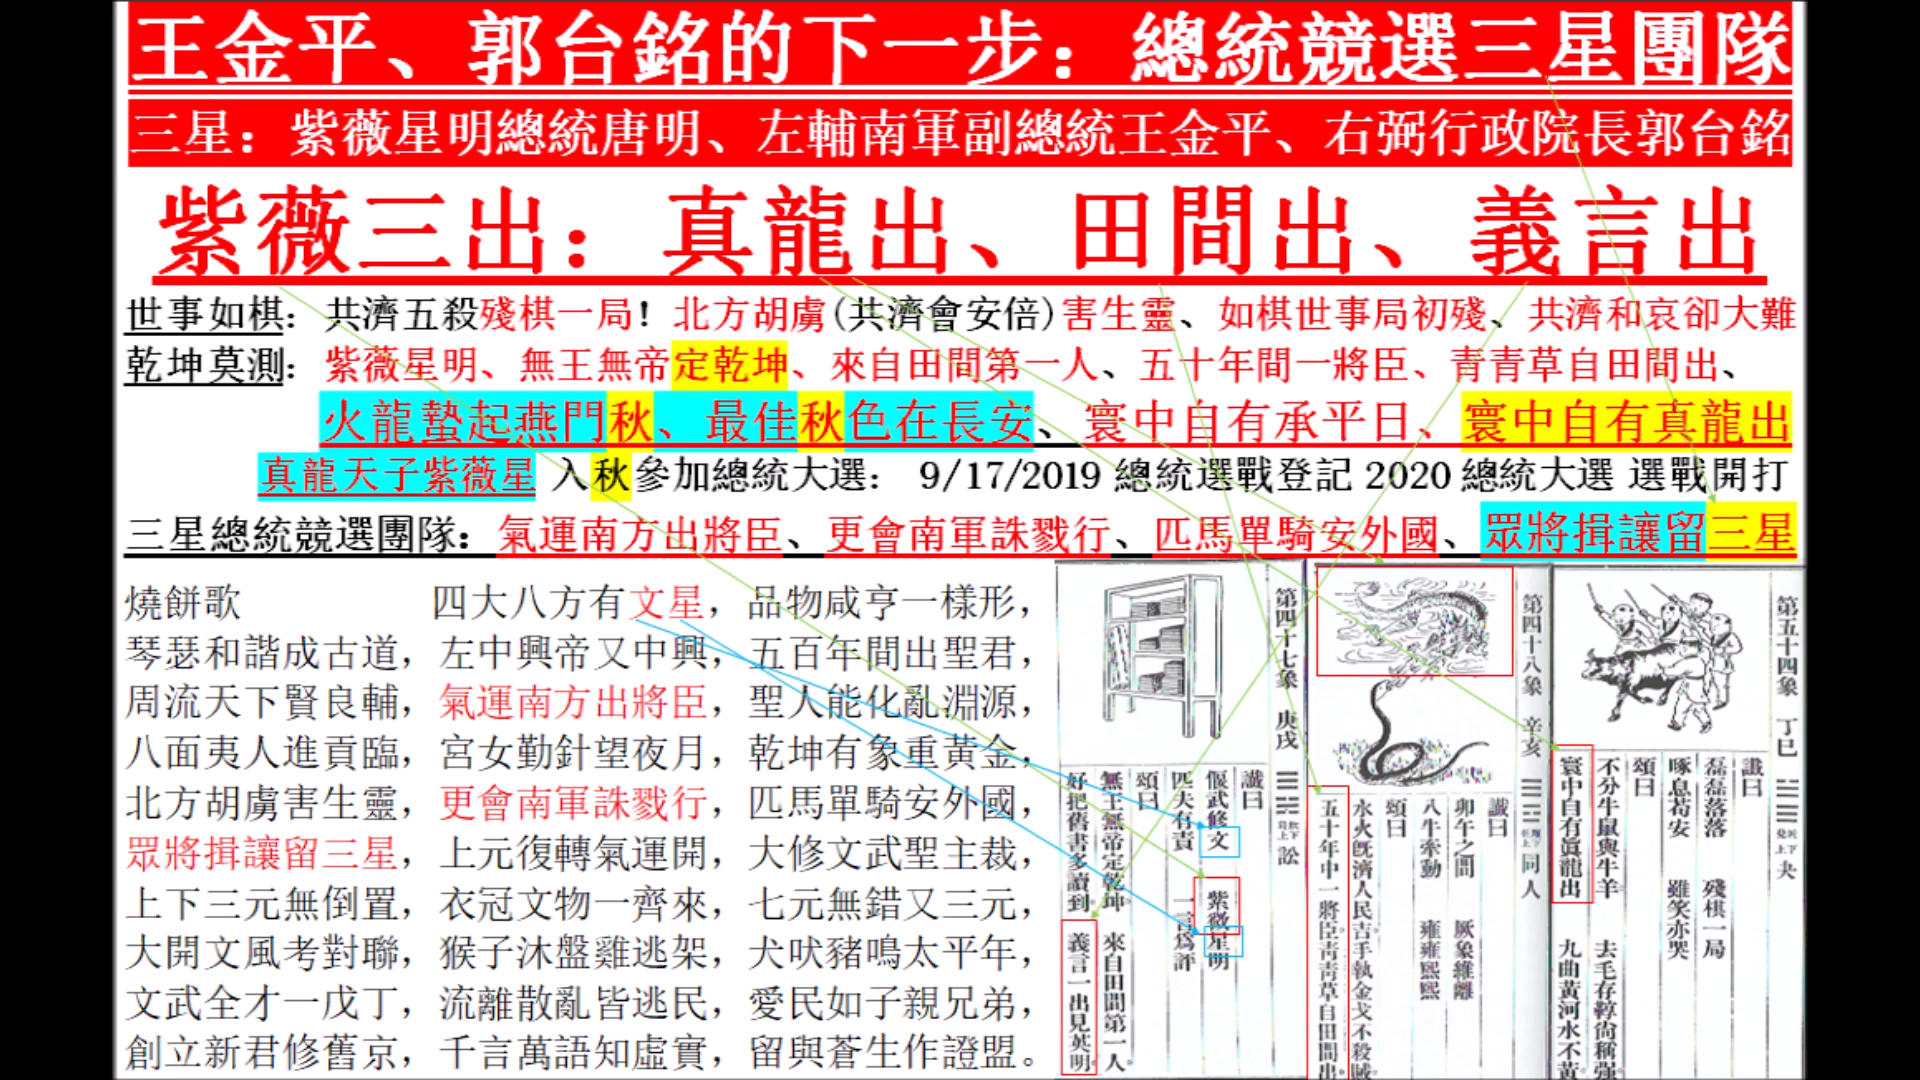 王金平、郭台銘的下一步：總統競選三星團隊
三星：紫薇星明總統唐明、左輔南軍副總統王金平、右弼行政院長郭台銘
紫薇三出：真龍出、田間出、義言出
世事如棋：共濟五殺殘棋一局！北方胡虜(共濟會安倍)害生靈、如棋世事局初殘、共濟和哀卻大難
乾坤莫測：紫薇星明、無王無帝定乾坤、來自田間第一人、五十年間一將臣、青青草自田間出、
火龍蟄起燕門秋、最佳秋色在長安、寰中自有承平日、寰中自有真龍出
真龍天子紫薇星 入秋參加總統大選： 9/17/2019 總統選戰登記 2020 總統大選 選戰開打
三星總統競選團隊：氣運南方出將臣、更會南軍誅戮行、匹馬單騎安外國、眾將揖讓留三星
燒餅歌 四大八方有文星，品物咸亨一樣形，
琴瑟和諧成古道，左中興帝又中興，五百年間出聖君，
周流天下賢良輔，氣運南方出將臣，聖人能化亂淵源，
八面夷人進貢臨，宮女勤針望夜月，乾坤有象重黃金，
北方胡虜害生靈，更會南軍誅戮行，匹馬單騎安外國，
眾將揖讓留三星，上元復轉氣運開，大修文武聖主裁，
上下三元無倒置，衣冠文物一齊來，七元無錯又三元，
大開文風考對聯，猴子沐盤雞逃架，犬吠豬鳴太平年，
文武全才一戊丁，流離散亂皆逃民，愛民如子親兄弟，
創立新君修舊京，千言萬語知虛實，留與蒼生作證盟。
第四十七象 庚戌 ䷅ 坎下乾上 訟
讖曰
偃武修文 紫薇星明
匹夫有責 一言為評
頌曰
無王無帝定乾坤 來自田間第一人
好把舊書多讀到 義言一出見英明
第四十八象 辛亥 ䷌ 離下乾上 同人
讖曰
卯午之間 厥象維離
八牛牽動 雍雍熙熙
頌曰
水火既濟人民吉手執金戈不殺賊
五十年中一將臣青青草自田間出
第五十四象 丁巳 ䷪ 乾下兌上 夬
讖曰
磊磊落落 殘棋一局
啄息苟安 雖笑亦哭
頌曰
不分牛鼠與牛羊 去毛存鞟尚稱强
寰中自有眞龍出 九曲黃河水不黃